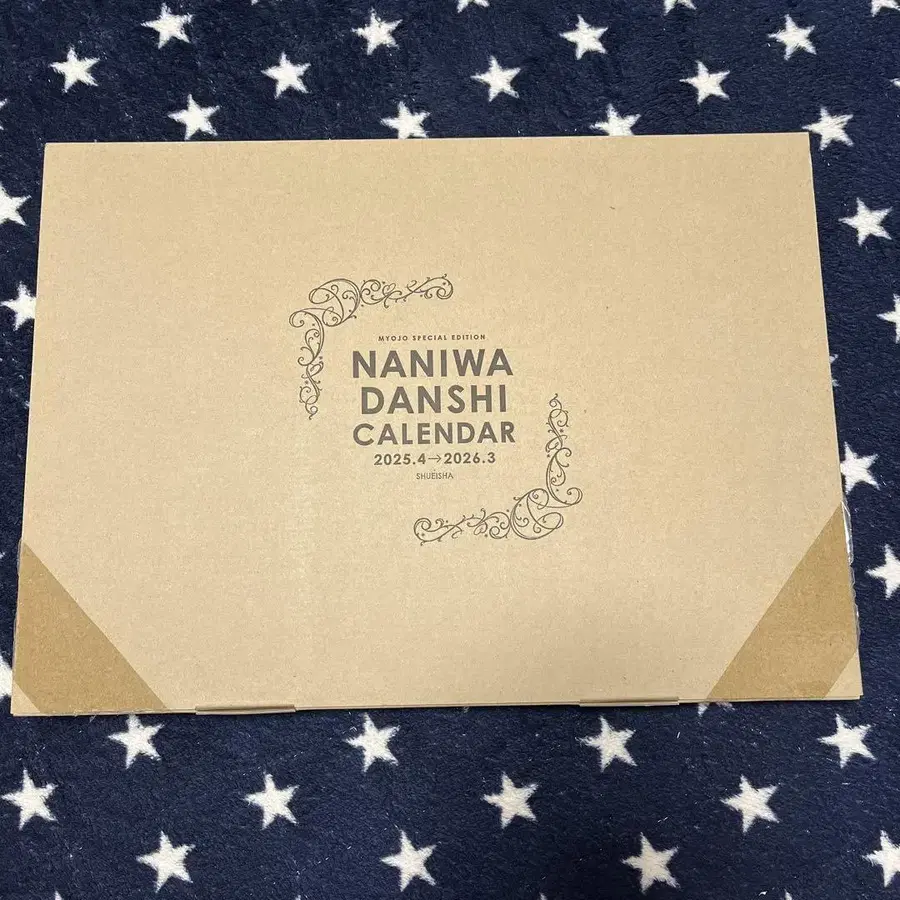 MYOJO SPECIAL EDITION
NANIWA
DANSHI
CALENDAR
2025.4→2026.3
SHUEISHA